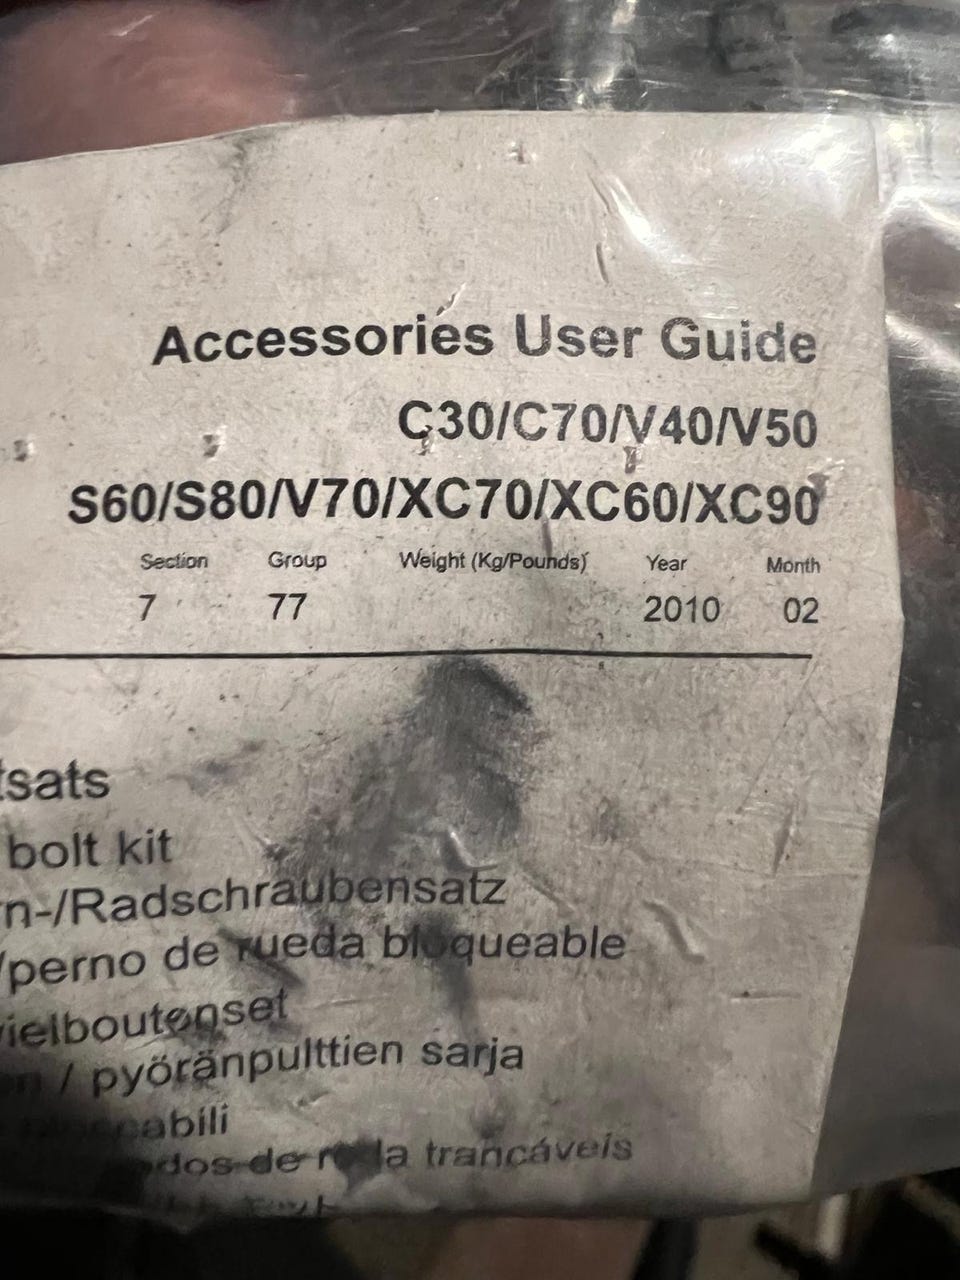 Accessories User Guide
C30/C70/V40/V50
S60/S80/V70/XC70/XC60/XC90
Section Group Weight (Kg/Pounds) Year Month
7 77 2010 02
tsats
bolt kit
n-/Radschraubensatz
/perno de rueda bloqueable
ielboutenset
n / pyöränpulttien sarja
abili
dos de roda trancáveis